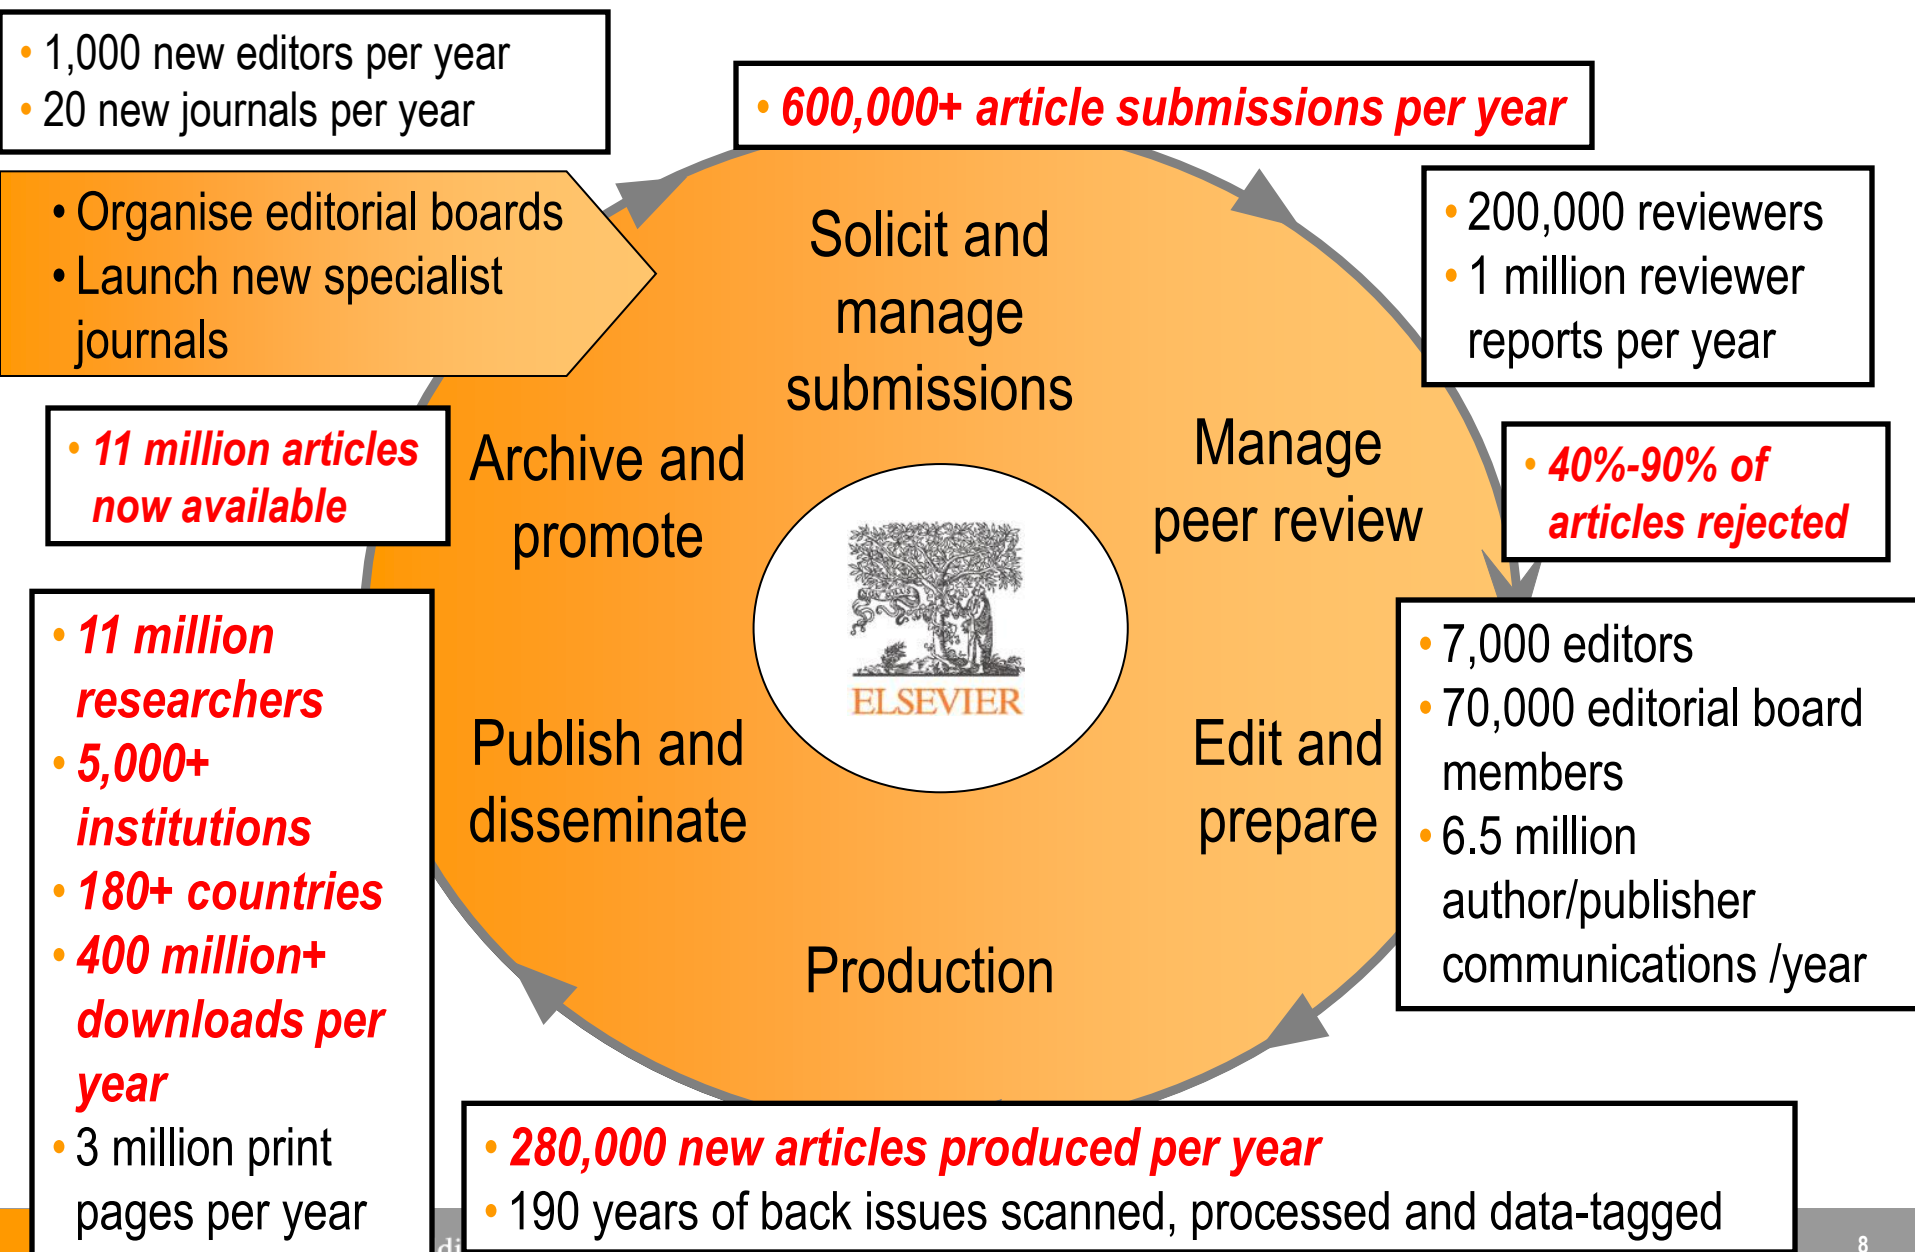 • 1,000 new editors per year
• 20 new journals per year
• 600,000+ article submissions per year
• Organise editorial boards
• Launch new specialist
journals
Solicit and
manage
submissions
• 200,000 reviewers
• 1 million reviewer
reports per year
• 11 million articles
now available
Archive and
promote
Manage
peer review
• 40%-90% of
articles rejected
ELSEVIER
• 11 million
researchers
• 5,000+
institutions
• 180+ countries
• 400 million+
downloads per
year
• 3 million print
pages per year
Publish and
disseminate
Edit and
prepare
• 7,000 editors
• 70,000 editorial board
members
• 6.5 million
author/publisher
communications /year
Production
• 280,000 new articles produced per year
• 190 years of back issues scanned, processed and data-tagged
8